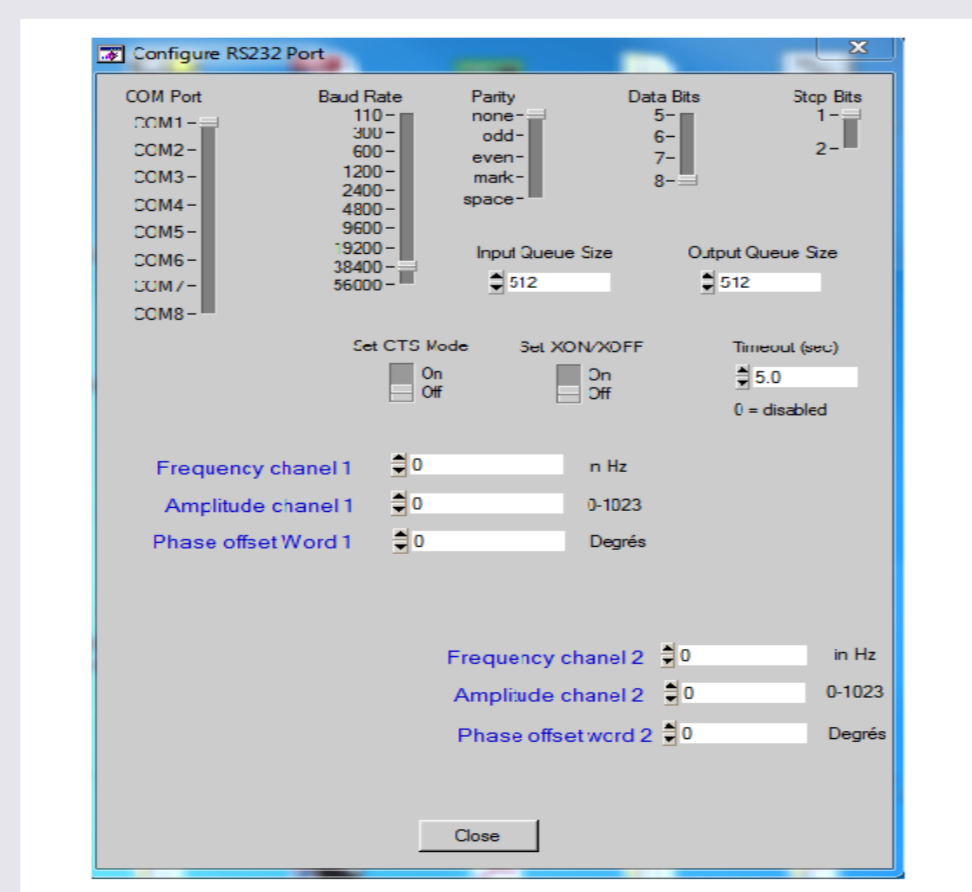 Configure RS232 Port
COM Port
COM1
COM2
COM3
COM4
COM5
COM6
COM7
COM8
Baud Rate
110
300
600
1200
2400
4800
9600
19200
38400
56000
Parity
none
odd
even
mark
space
Data Bits
5
6
7
8
Stop Bits
1
2
Input Queue Size
512
Output Queue Size
512
Set CTS Mode
On
Off
Set XON/XOFF
On
Off
Timeout (sec)
5.0
0 = disabled
Frequency chanel 1 0 in Hz
Amplitude chanel 1 0 0-1023
Phase offset Word 1 0 Degrés
Frequency chanel 2 0 in Hz
Amplitude chanel 2 0 0-1023
Phase offset word 2 0 Degrés
Close